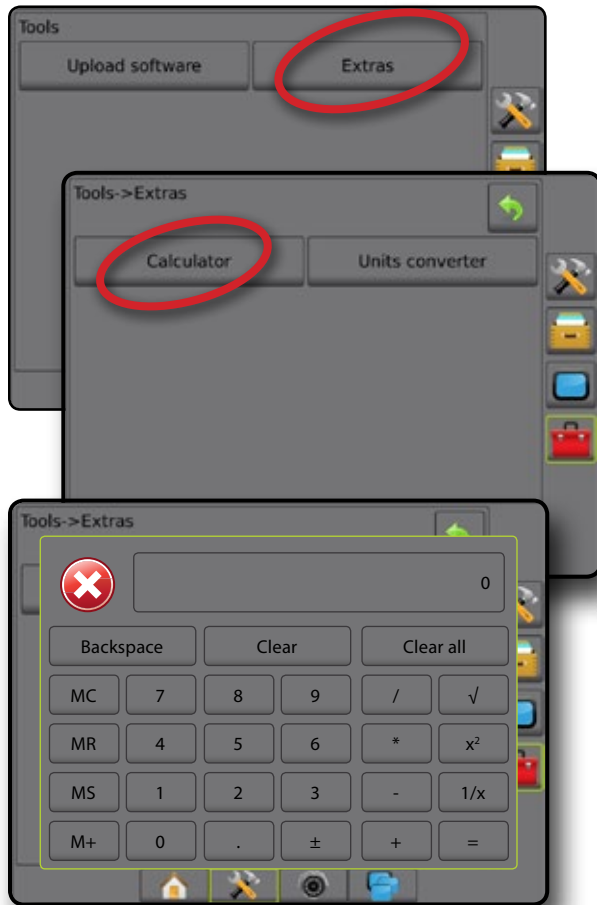 Tools
Upload software Extras
Tools->Extras
Calculator Units converter
Tools->Extras
0
Backspace Clear Clear all
MC 7 8 9 / √
MR 4 5 6 * x²
MS 1 2 3 - 1/x
M+ 0 . ± + =